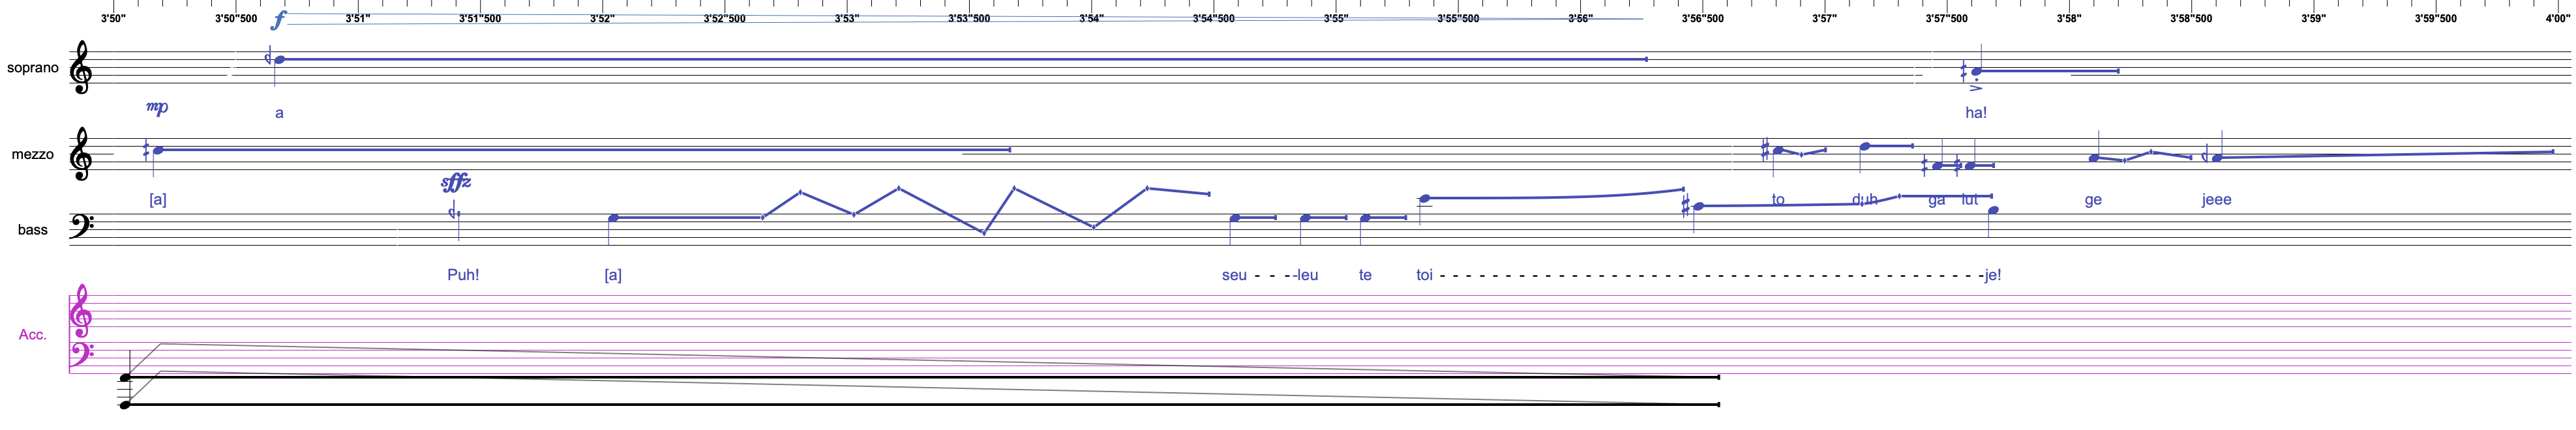 3'50" 3'50"500 3'51" 3'51"500 3'52" 3'52"500 3'53" 3'53"500 3'54" 3'54"500 3'55" 3'55"500 3'56" 3'56"500 3'57" 3'57"500 3'58" 3'58"500 3'59" 3'59"500 4'00"
f
soprano
mp a ha!
mezzo
sffz
[a] to duh ga lut ge jeee
bass
Puh! [a] seu - - - -leu te toi - - - - - - - - - - - - - - - - - - - - - - - - - - - - - - - - - - - - - - - - - - -je!
Acc.